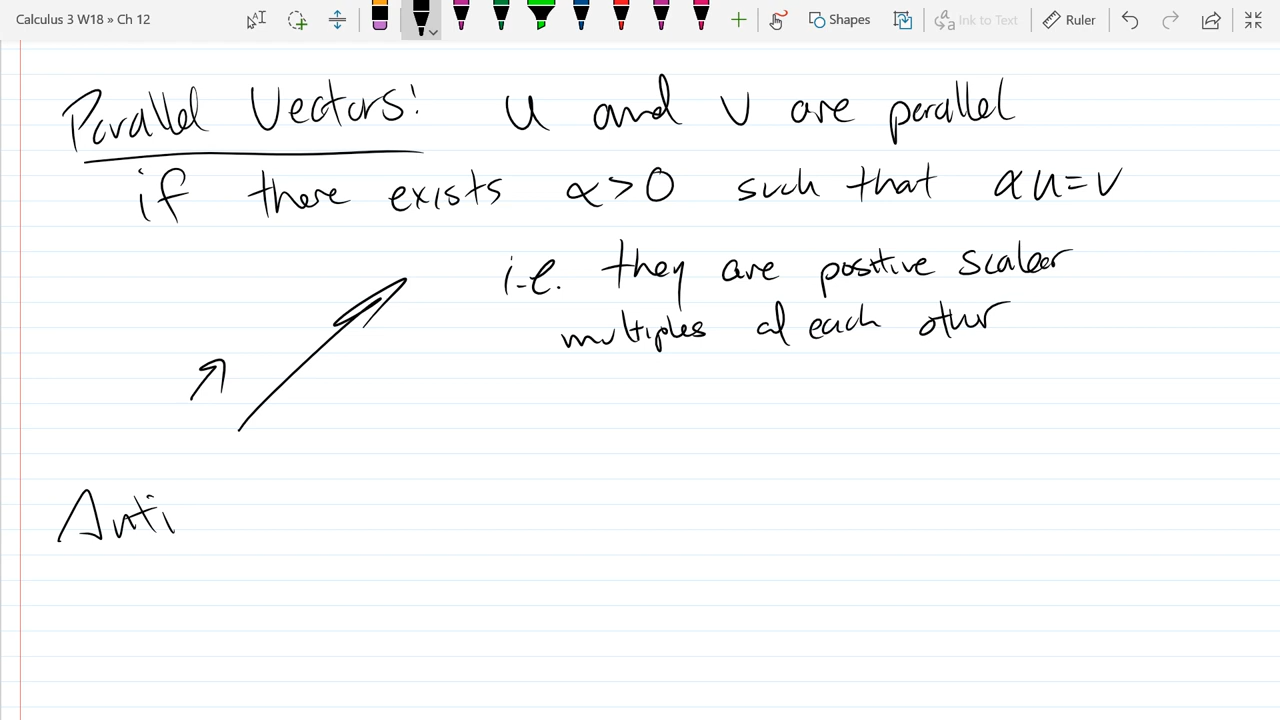 Calculus 3 W18 » Ch 12
Shapes
Ink to Text
Ruler
Parallel Vectors: u and v are parallel
if there exists α>0 such that αu=v
i.e. they are positive scalar
multiples of each other
Anti